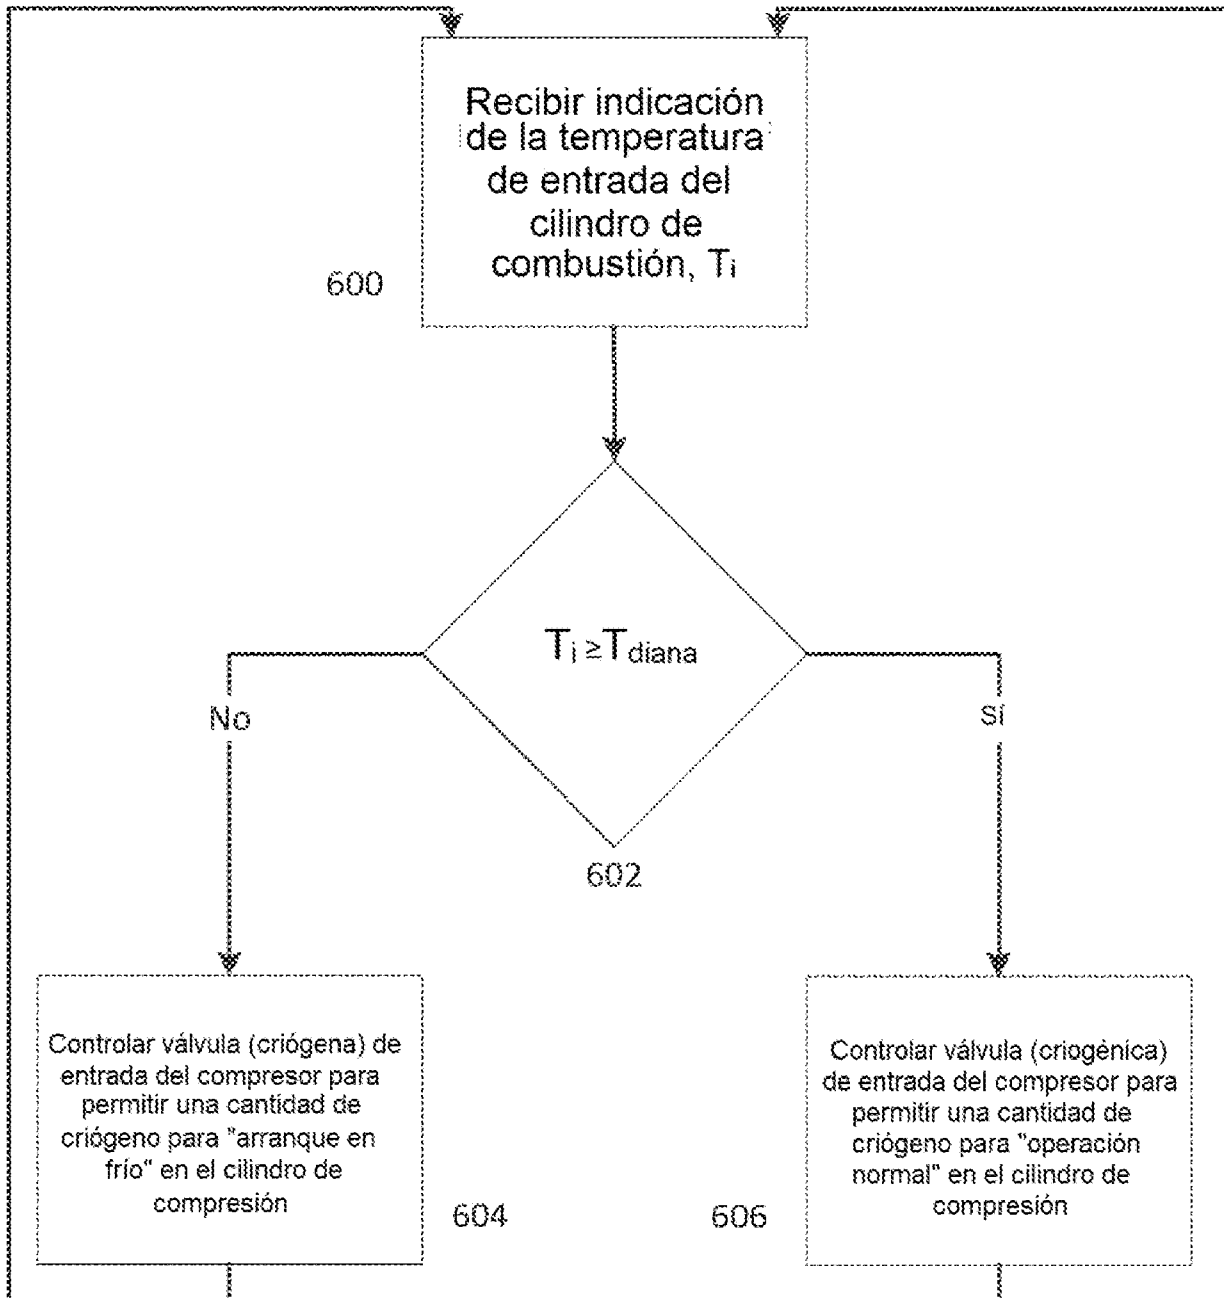 Recibir indicación
de la temperatura
de entrada del
cilindro de
combustión, Ti
600
Ti ≥Tdiana
No
Sí
602
Controlar válvula (criógena) de
entrada del compresor para
permitir una cantidad de
criógeno para "arranque en
frío" en el cilindro de
compresión
604
606
Controlar válvula (criogénica)
de entrada del compresor para
permitir una cantidad de
criógeno para "operación
normal" en el cilindro de
compresión